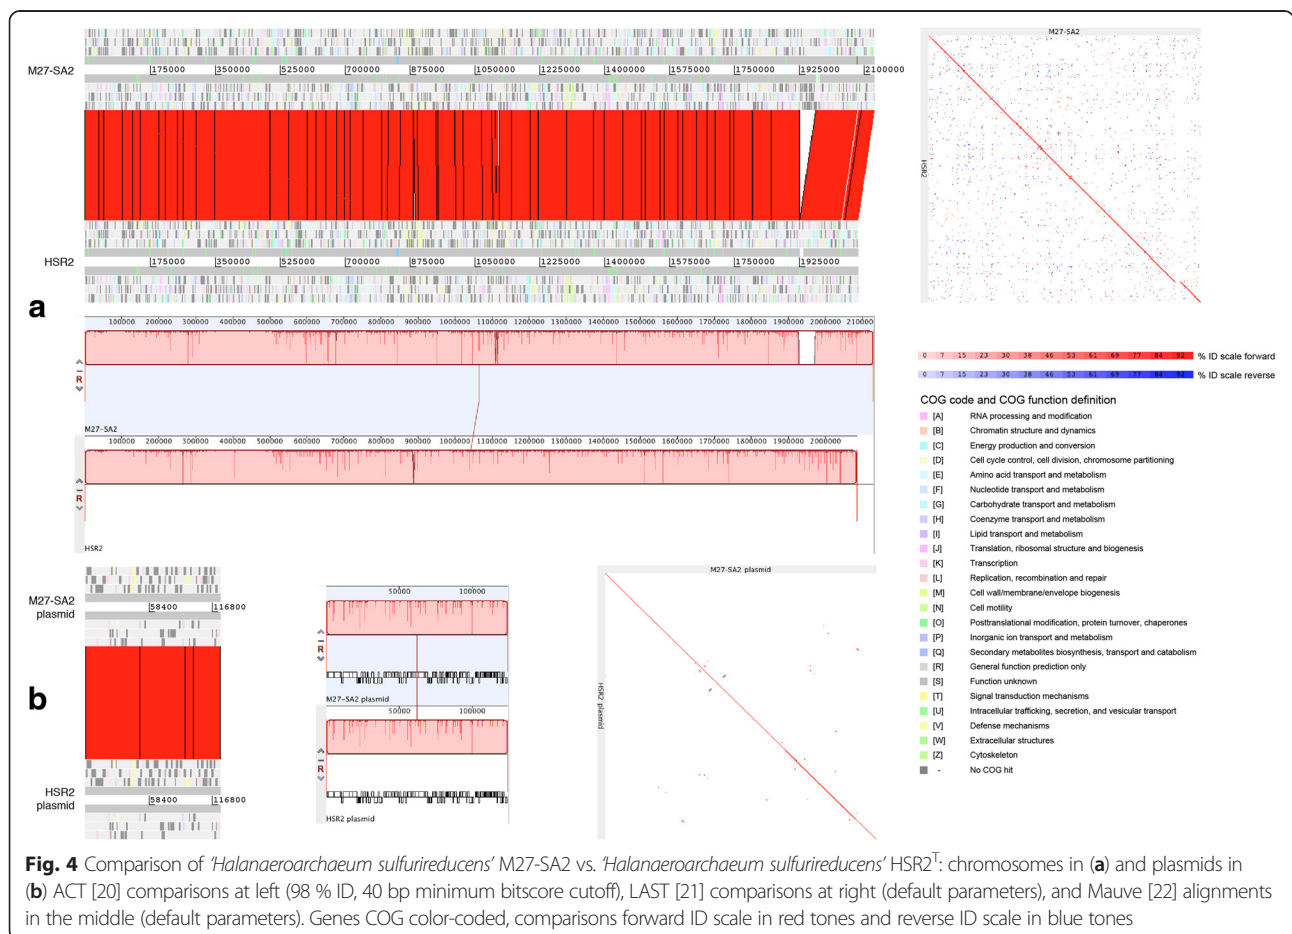 M27-SA2
175000 350000 525000 700000 875000 1050000 1225000 1400000 1575000 1750000 1925000 2100000
HSR2
175000 350000 525000 700000 875000 1050000 1225000 1400000 1575000 1750000 1925000
M27-SA2
HSR2
a
100000 200000 300000 400000 500000 600000 700000 800000 900000 1000000 1100000 1200000 1300000 1400000 1500000 1600000 1700000 1800000 1900000 2000000 210000
R
M27-SA2
100000 200000 300000 400000 500000 600000 700000 800000 900000 1000000 1100000 1200000 1300000 1400000 1500000 1600000 1700000 1800000 1900000 2000000
R
HSR2
0 7 15 23 30 38 46 53 61 69 77 84 92 % ID scale forward
0 7 15 23 30 38 46 53 61 69 77 84 92 % ID scale reverse
COG code and COG function definition
[A] RNA processing and modification
[B] Chromatin structure and dynamics
[C] Energy production and conversion
[D] Cell cycle control, cell division, chromosome partitioning
[E] Amino acid transport and metabolism
[F] Nucleotide transport and metabolism
[G] Carbohydrate transport and metabolism
[H] Coenzyme transport and metabolism
[I] Lipid transport and metabolism
[J] Translation, ribosomal structure and biogenesis
[K] Transcription
[L] Replication, recombination and repair
[M] Cell wall/membrane/envelope biogenesis
[N] Cell motility
[O] Posttranslational modification, protein turnover, chaperones
[P] Inorganic ion transport and metabolism
[Q] Secondary metabolites biosynthesis, transport and catabolism
[R] General function prediction only
[S] Function unknown
[T] Signal transduction mechanisms
[U] Intracellular trafficking, secretion, and vesicular transport
[V] Defense mechanisms
[W] Extracellular structures
[Z] Cytoskeleton
- No COG hit
M27-SA2
plasmid
58400 116800
b
HSR2
plasmid
58400 116800
50000 100000
R
M27-SA2 plasmid
50000 100000
R
HSR2 plasmid
M27-SA2 plasmid
HSR2 plasmid
Fig. 4 Comparison of ‘Halanaeroarchaeum sulfurireducens’ M27-SA2 vs. ‘Halanaeroarchaeum sulfurireducens’ HSR2ᵀ: chromosomes in (a) and plasmids in
(b) ACT [20] comparisons at left (98 % ID, 40 bp minimum bitscore cutoff), LAST [21] comparisons at right (default parameters), and Mauve [22] alignments
in the middle (default parameters). Genes COG color-coded, comparisons forward ID scale in red tones and reverse ID scale in blue tones